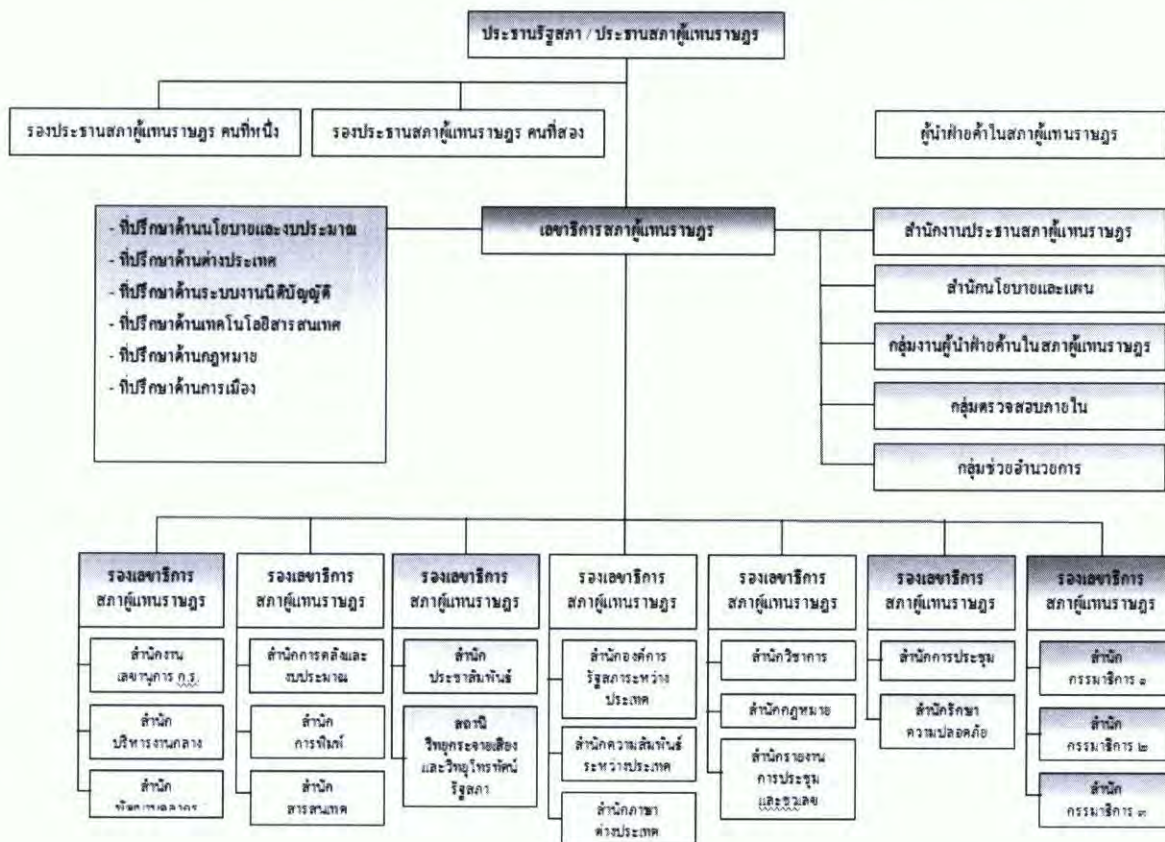 ประธานรัฐสภา / ประธานสภาผู้แทนราษฎร
รองประธานสภาผู้แทนราษฎร คนที่หนึ่ง
รองประธานสภาผู้แทนราษฎร คนที่สอง
ผู้นำฝ่ายค้าในสภาผู้แทนราษฎร
- ที่ปรึกษาด้านนโยบายและงบประมาณ
- ที่ปรึกษาด้านต่างประเทศ
- ที่ปรึกษาด้านระบบงานนิติบัญญัติ
- ที่ปรึกษาด้านเทคโนโลยีสารสนเทศ
- ที่ปรึกษาด้านกฎหมาย
- ที่ปรึกษาด้านการเมือง
เลขาธิการสภาผู้แทนราษฎร
สำนักงานประธานสภาผู้แทนราษฎร
สำนักนโยบายและแผน
กลุ่มงานผู้นำฝ่ายค้านในสภาผู้แทนราษฎร
กลุ่มตรวจสอบภายใน
กลุ่มช่วยอำนวยการ
รองเลขาธิการ
สภาผู้แทนราษฎร
สำนักงาน
เลขานุการ ก.ร.
สำนัก
บริหารงานกลาง
สำนัก
พัฒนาบุคลากร
รองเลขาธิการ
สภาผู้แทนราษฎร
สำนักการคลังและ
งบประมาณ
สำนัก
การพิมพ์
สำนัก
สารสนเทศ
รองเลขาธิการ
สภาผู้แทนราษฎร
สำนัก
ประชาสัมพันธ์
สถานี
วิทยุกระจายเสียง
และวิทยุโทรทัศน์
รัฐสภา
รองเลขาธิการ
สภาผู้แทนราษฎร
สำนักองค์การ
รัฐสภาระหว่าง
ประเทศ
สำนักความสัมพันธ์
ระหว่างประเทศ
สำนักภาษา
ต่างประเทศ
รองเลขาธิการ
สภาผู้แทนราษฎร
สำนักวิชาการ
สำนักกฎหมาย
สำนักรายงาน
การประชุม
และชวเลข
รองเลขาธิการ
สภาผู้แทนราษฎร
สำนักการประชุม
สำนักรักษา
ความปลอดภัย
รองเลขาธิการ
สภาผู้แทนราษฎร
สำนัก
กรรมาธิการ ๑
สำนัก
กรรมาธิการ ๒
สำนัก
กรรมาธิการ ๓